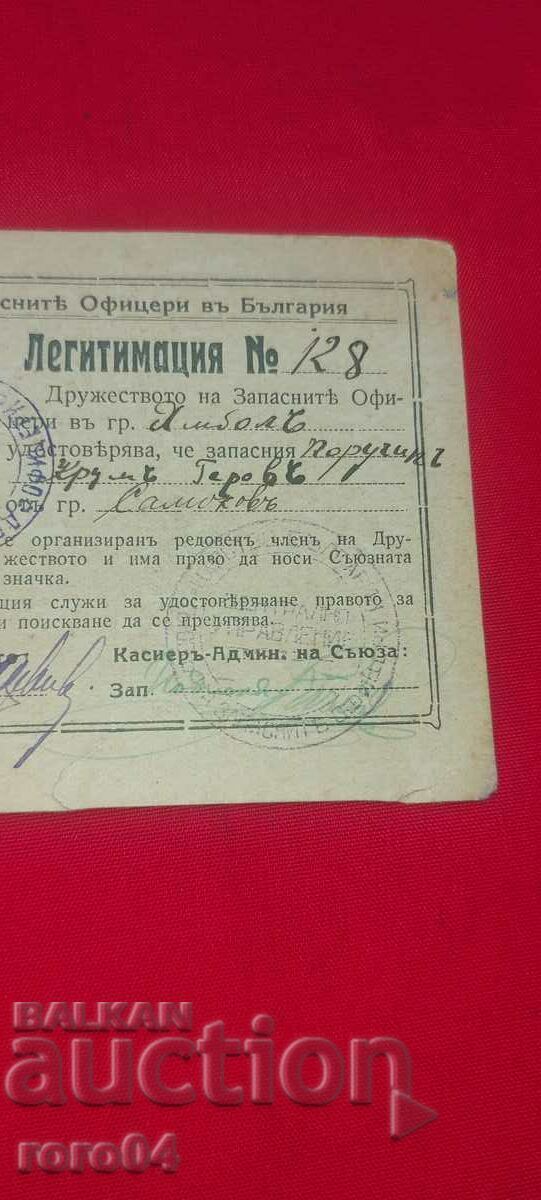 сnитѣ Офицери въ България
Легитимация № 128
Дружеството на Запаснитѣ Офи-
цери въ гр. Ямболъ
удостовѣрява, че запасния Поручикъ
Крумъ Геровъ
отъ гр. Самоковъ
е организиранъ редовенъ членъ на Дру-
жеството и има право да носи Съюзната
значка.
ция служи за удостовѣряване правото за
и поискване да се предявява.
Касиеръ-Админ. на Съюза:
Зап.
УПРАВЛЕНИЕ
BALKAN
auction
roro04